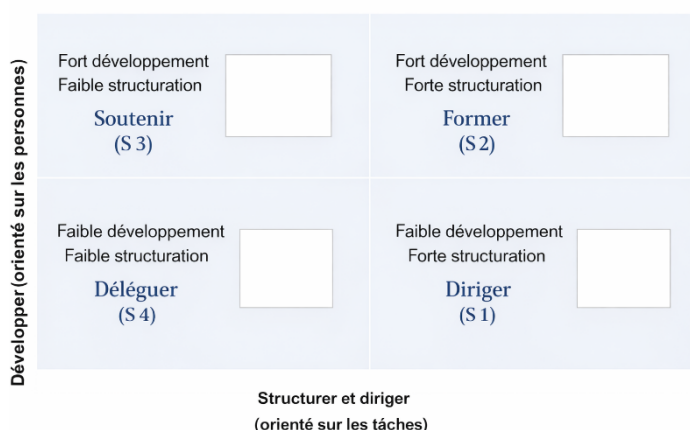 Développer (orienté sur les personnes)
Fort développement
Faible structuration
Soutenir
(S 3)
Fort développement
Forte structuration
Former
(S 2)
Faible développement
Faible structuration
Déléguer
(S 4)
Faible développement
Forte structuration
Diriger
(S 1)
Structurer et diriger
(orienté sur les táches)